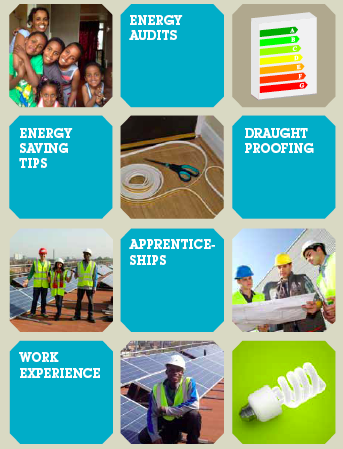 ENERGY
AUDITS
A
B
C
D
E
F
G
ENERGY
SAVING
TIPS
DRAUGHT
PROOFING
APPRENTICE-
SHIPS
WORK
EXPERIENCE